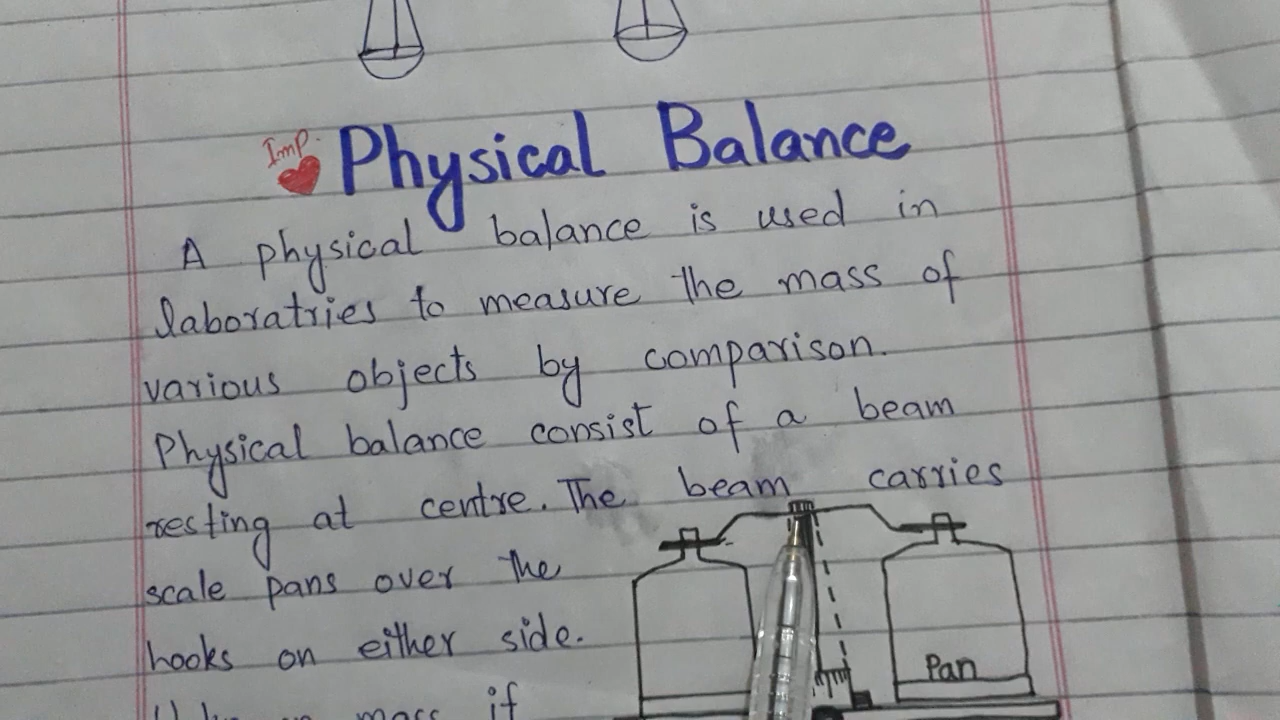 Imp.
Physical Balance
A physical balance is used in
laboratries to measure the mass of
various objects by comparison.
Physical balance consist of a beam
resting at centre. The beam carries
scale pans over the
hooks on either side.
Pan
mass if